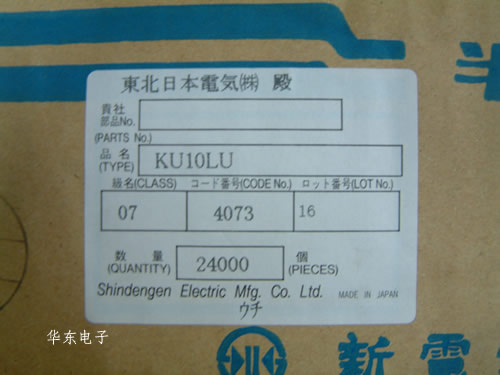 半
東北日本電気㈱ 殿
貴社
部品No.
(PARTS No.)
品名
(TYPE) KU10LU
級名(CLASS) コード番号(CODE No.) ロット番号(LOT No.)
07 4073 16
数量 個
(QUANTITY) 24000 (PIECES)
Shindengen Electric Mfg. Co. Ltd. MADE IN JAPAN
ウチ
华东电子
新電